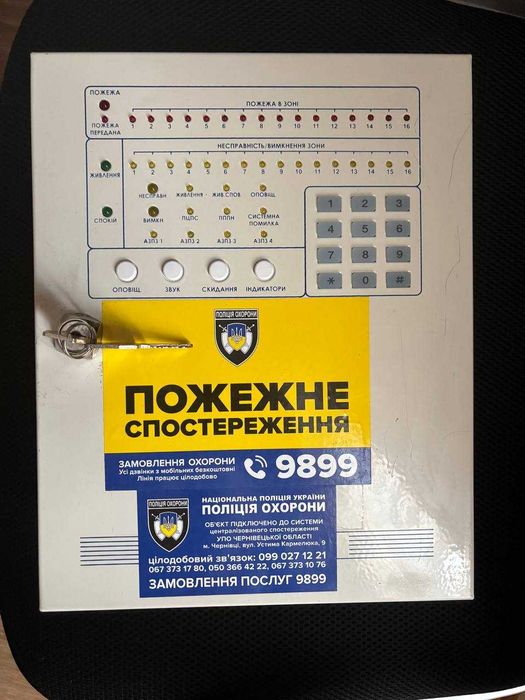 ПОЖЕЖА
ПОЖЕЖА В ЗОНІ
ПОЖЕЖА ПЕРЕДАНА
1 2 3 4 5 6 7 8 9 10 11 12 13 14 15 16
НЕСПРАВНІСТЬ/ВИМКНЕННЯ ЗОНИ
ЖИВЛЕННЯ
1 2 3 4 5 6 7 8 9 10 11 12 13 14 15 16
НЕСПРАВН ЖИВЛЕННЯ ЖИВ.СПОВ ОПОВІЩ.
СПОКІЙ
ВИМКН ПЦПС ПППН СИСТЕМНА ПОМИЛКА
АЗПЗ 1 АЗПЗ 2 АЗПЗ 3 АЗПЗ 4
1 2 3
4 5 6
7 8 9
* 0 #
ОПОВІЩ. ЗВУК СКИДАННЯ ІНДИКАТОРИ
ПОЛІЦІЯ ОХОРОНИ
ПОЖЕЖНЕ
СПОСТЕРЕЖЕННЯ
ЗАМОВЛЕННЯ ОХОРОНИ
Усі дзвінки з мобільних безкоштовні
Лінія працює цілодобово
9899
ПОЛІЦІЯ ОХОРОНИ
НАЦІОНАЛЬНА ПОЛІЦІЯ УКРАЇНИ
ПОЛІЦІЯ ОХОРОНИ
ОБ'ЄКТ ПІДКЛЮЧЕНО ДО СИСТЕМИ
централізованого спостереження
УПО ЧЕРНІВЕЦЬКОЇ ОБЛАСТІ
м. Чернівці, вул. Устима Кармелюка, 9
цілодобовий зв'язок: 099 027 12 21
067 373 17 80, 050 366 42 22, 067 373 10 76
ЗАМОВЛЕННЯ ПОСЛУГ 9899